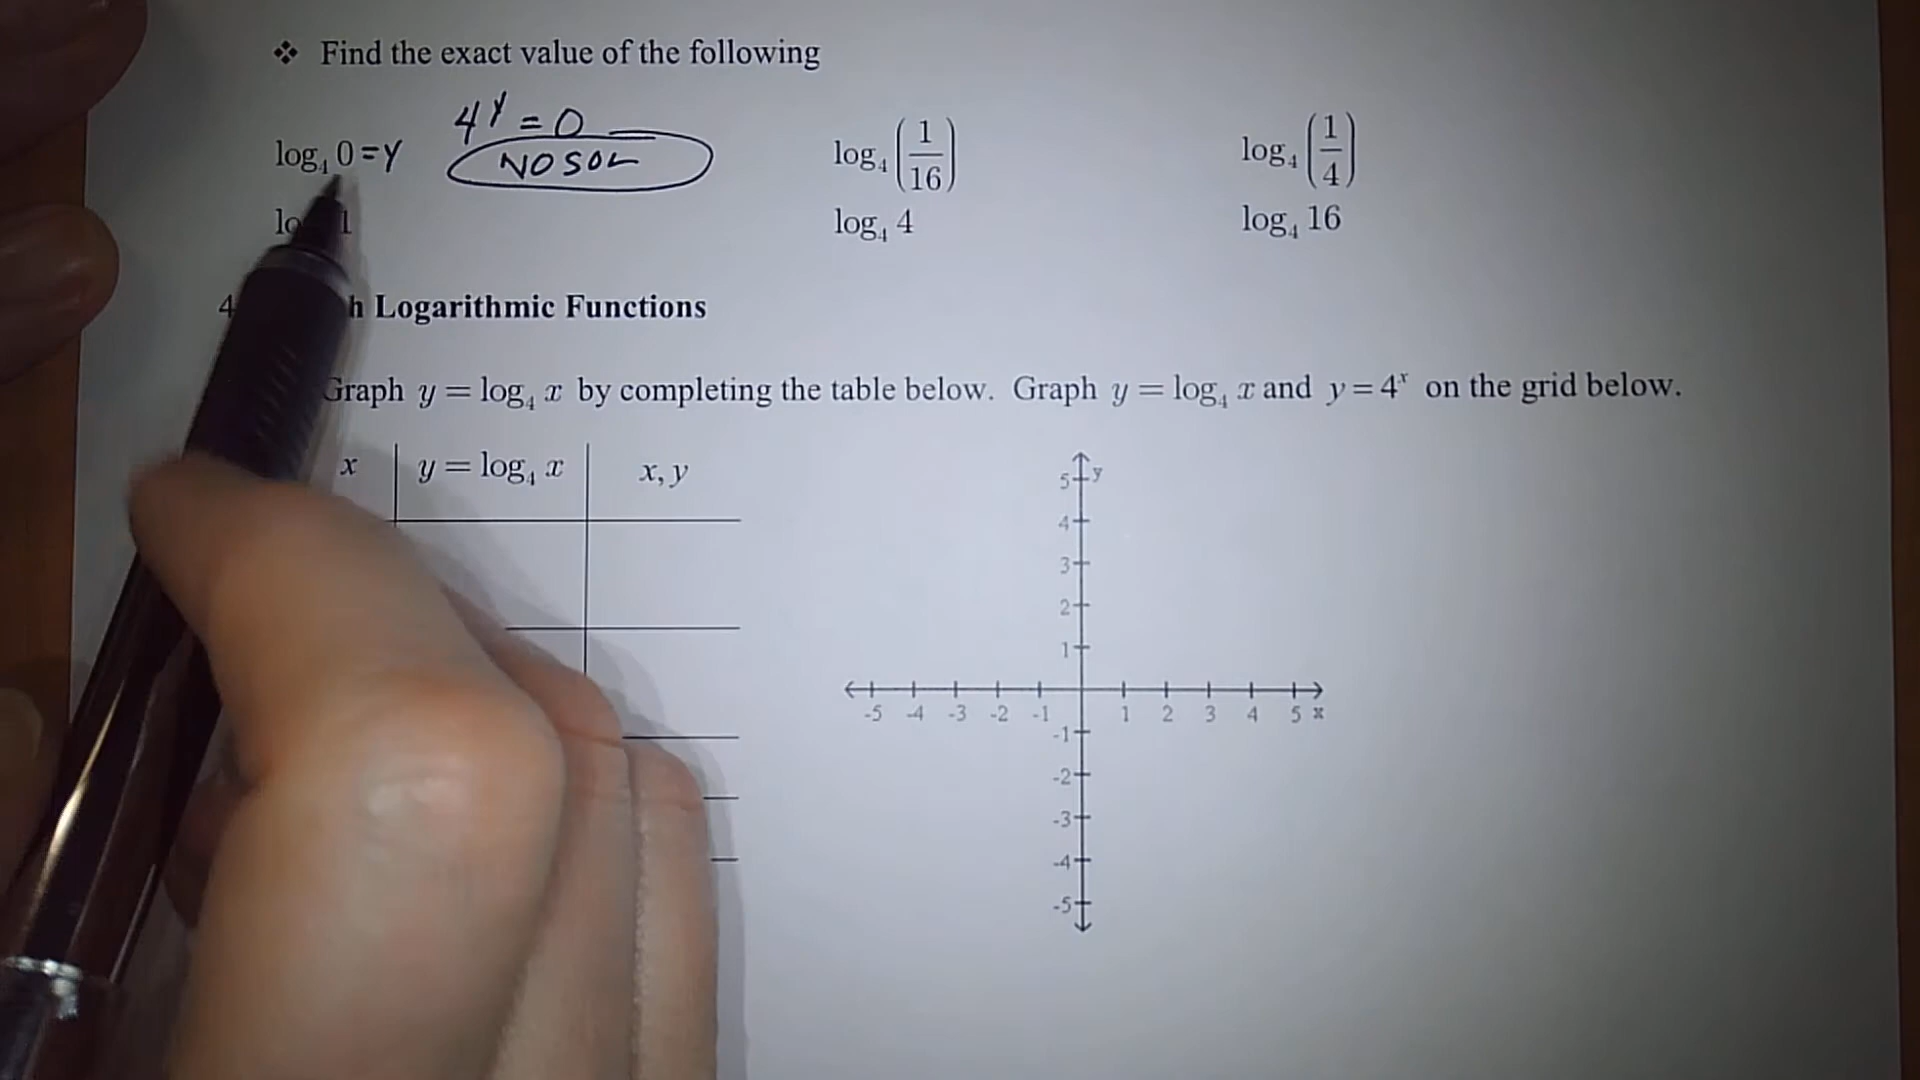 ❖ Find the exact value of the following
log₄ 0 = y    4^y = 0    log₄ (1/16)    log₄ (1/4)
NO SOL
1    log₄ 4    log₄ 16
4    h Logarithmic Functions
Graph y = log₄ x by completing the table below. Graph y = log₄ x and y = 4^x on the grid below.
x    y = log₄ x    x, y
5 y
4
3
2
1
-5 -4 -3 -2 -1 1 2 3 4 5 x
-1
-2
-3
-4
-5